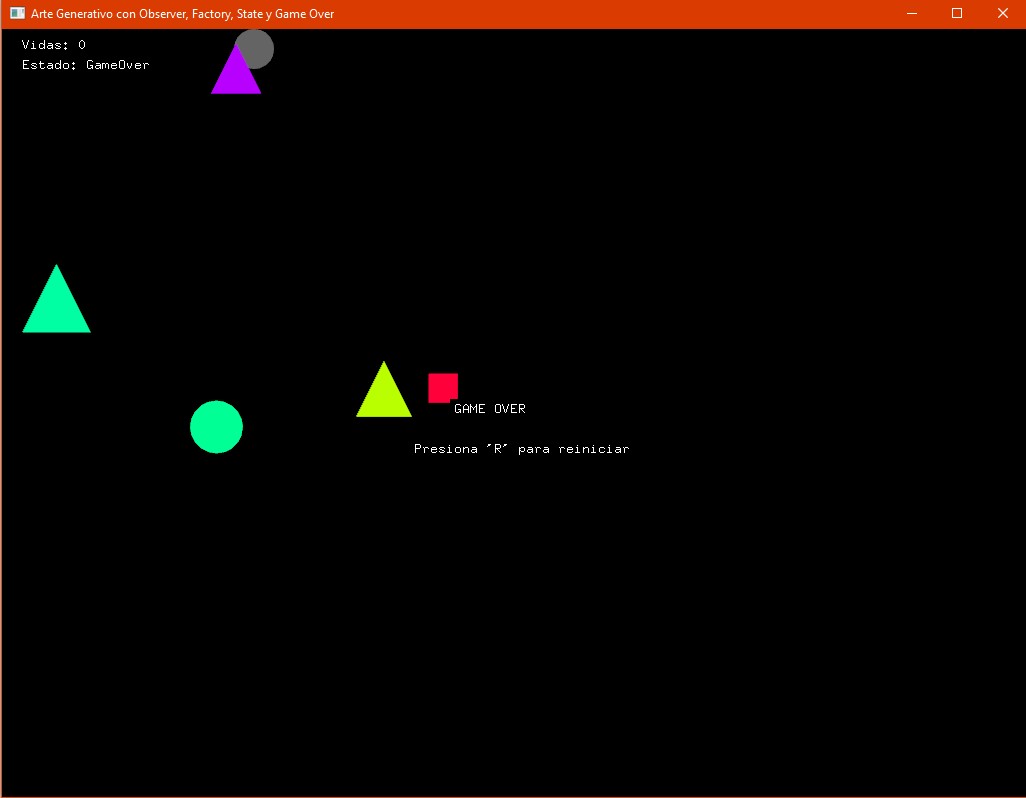 Arte Generativo con Observer, Factory, State y Game Over
Vidas: 0
Estado: GameOver
GAME OVER
Presiona 'R' para reiniciar